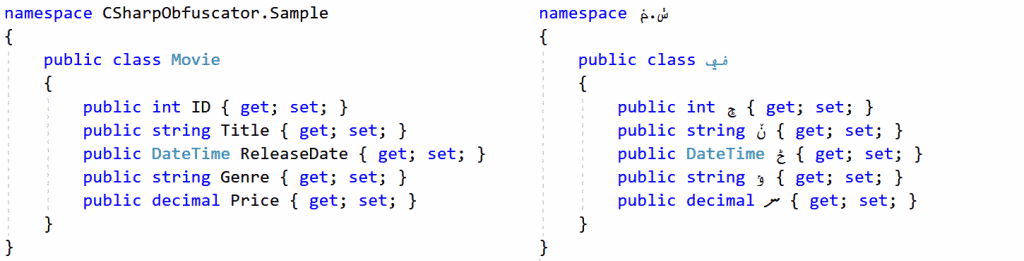 namespace CSharpObfuscator.Sample
{
public class Movie
{
public int ID { get; set; }
public string Title { get; set; }
public DateTime ReleaseDate { get; set; }
public string Genre { get; set; }
public decimal Price { get; set; }
}
}
namespace
{
public class
{
public int چ { get; set; }
public string { get; set; }
public DateTime { get; set; }
public string { get; set; }
public decimal { get; set; }
}
}